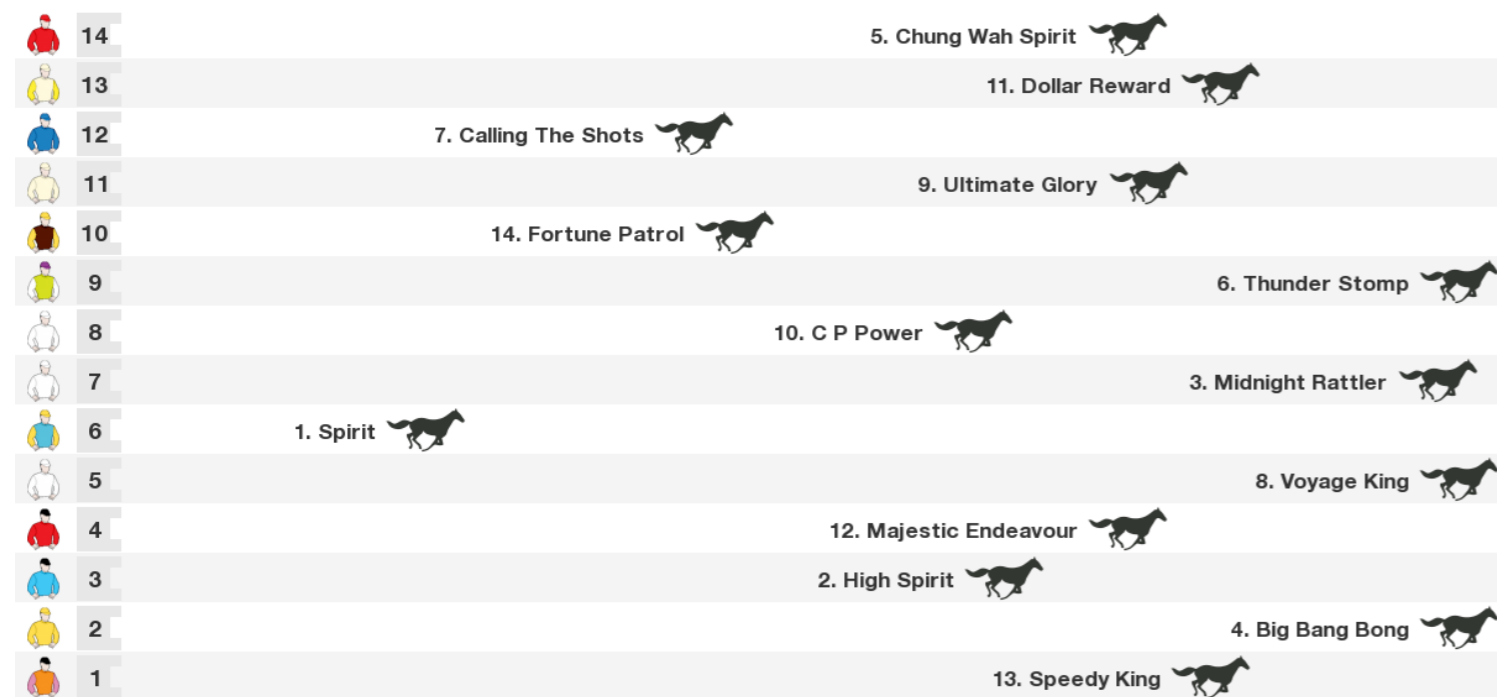 14 5. Chung Wah Spirit
13 11. Dollar Reward
12 7. Calling The Shots
11 9. Ultimate Glory
10 14. Fortune Patrol
9 6. Thunder Stomp
8 10. C P Power
7 3. Midnight Rattler
6 1. Spirit
5 8. Voyage King
4 12. Majestic Endeavour
3 2. High Spirit
2 4. Big Bang Bong
1 13. Speedy King